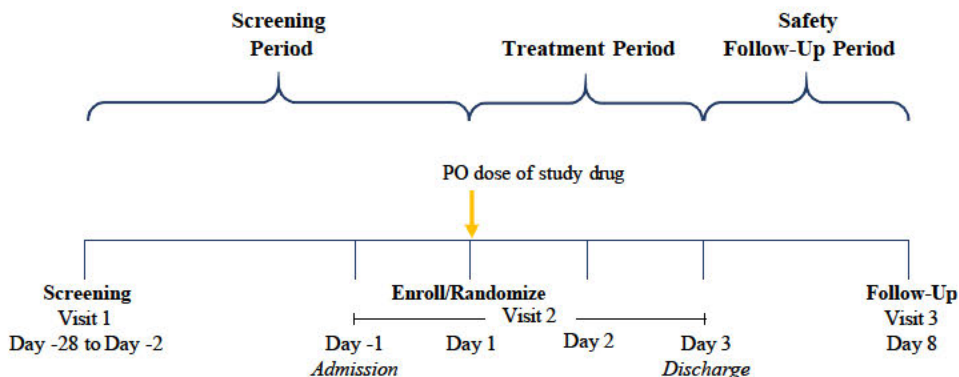 Screening
Period
Treatment Period
Safety
Follow-Up Period
PO dose of study drug
Screening
Visit 1
Day -28 to Day -2
Enroll/Randomize
Visit 2
Day -1
Admission
Day 1
Day 2
Day 3
Discharge
Follow-Up
Visit 3
Day 8